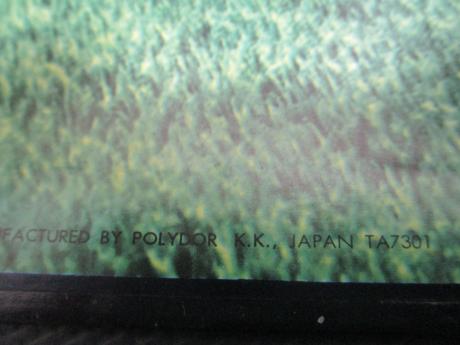 FACTURED BY POLYDOR K.K., JAPAN TA7301